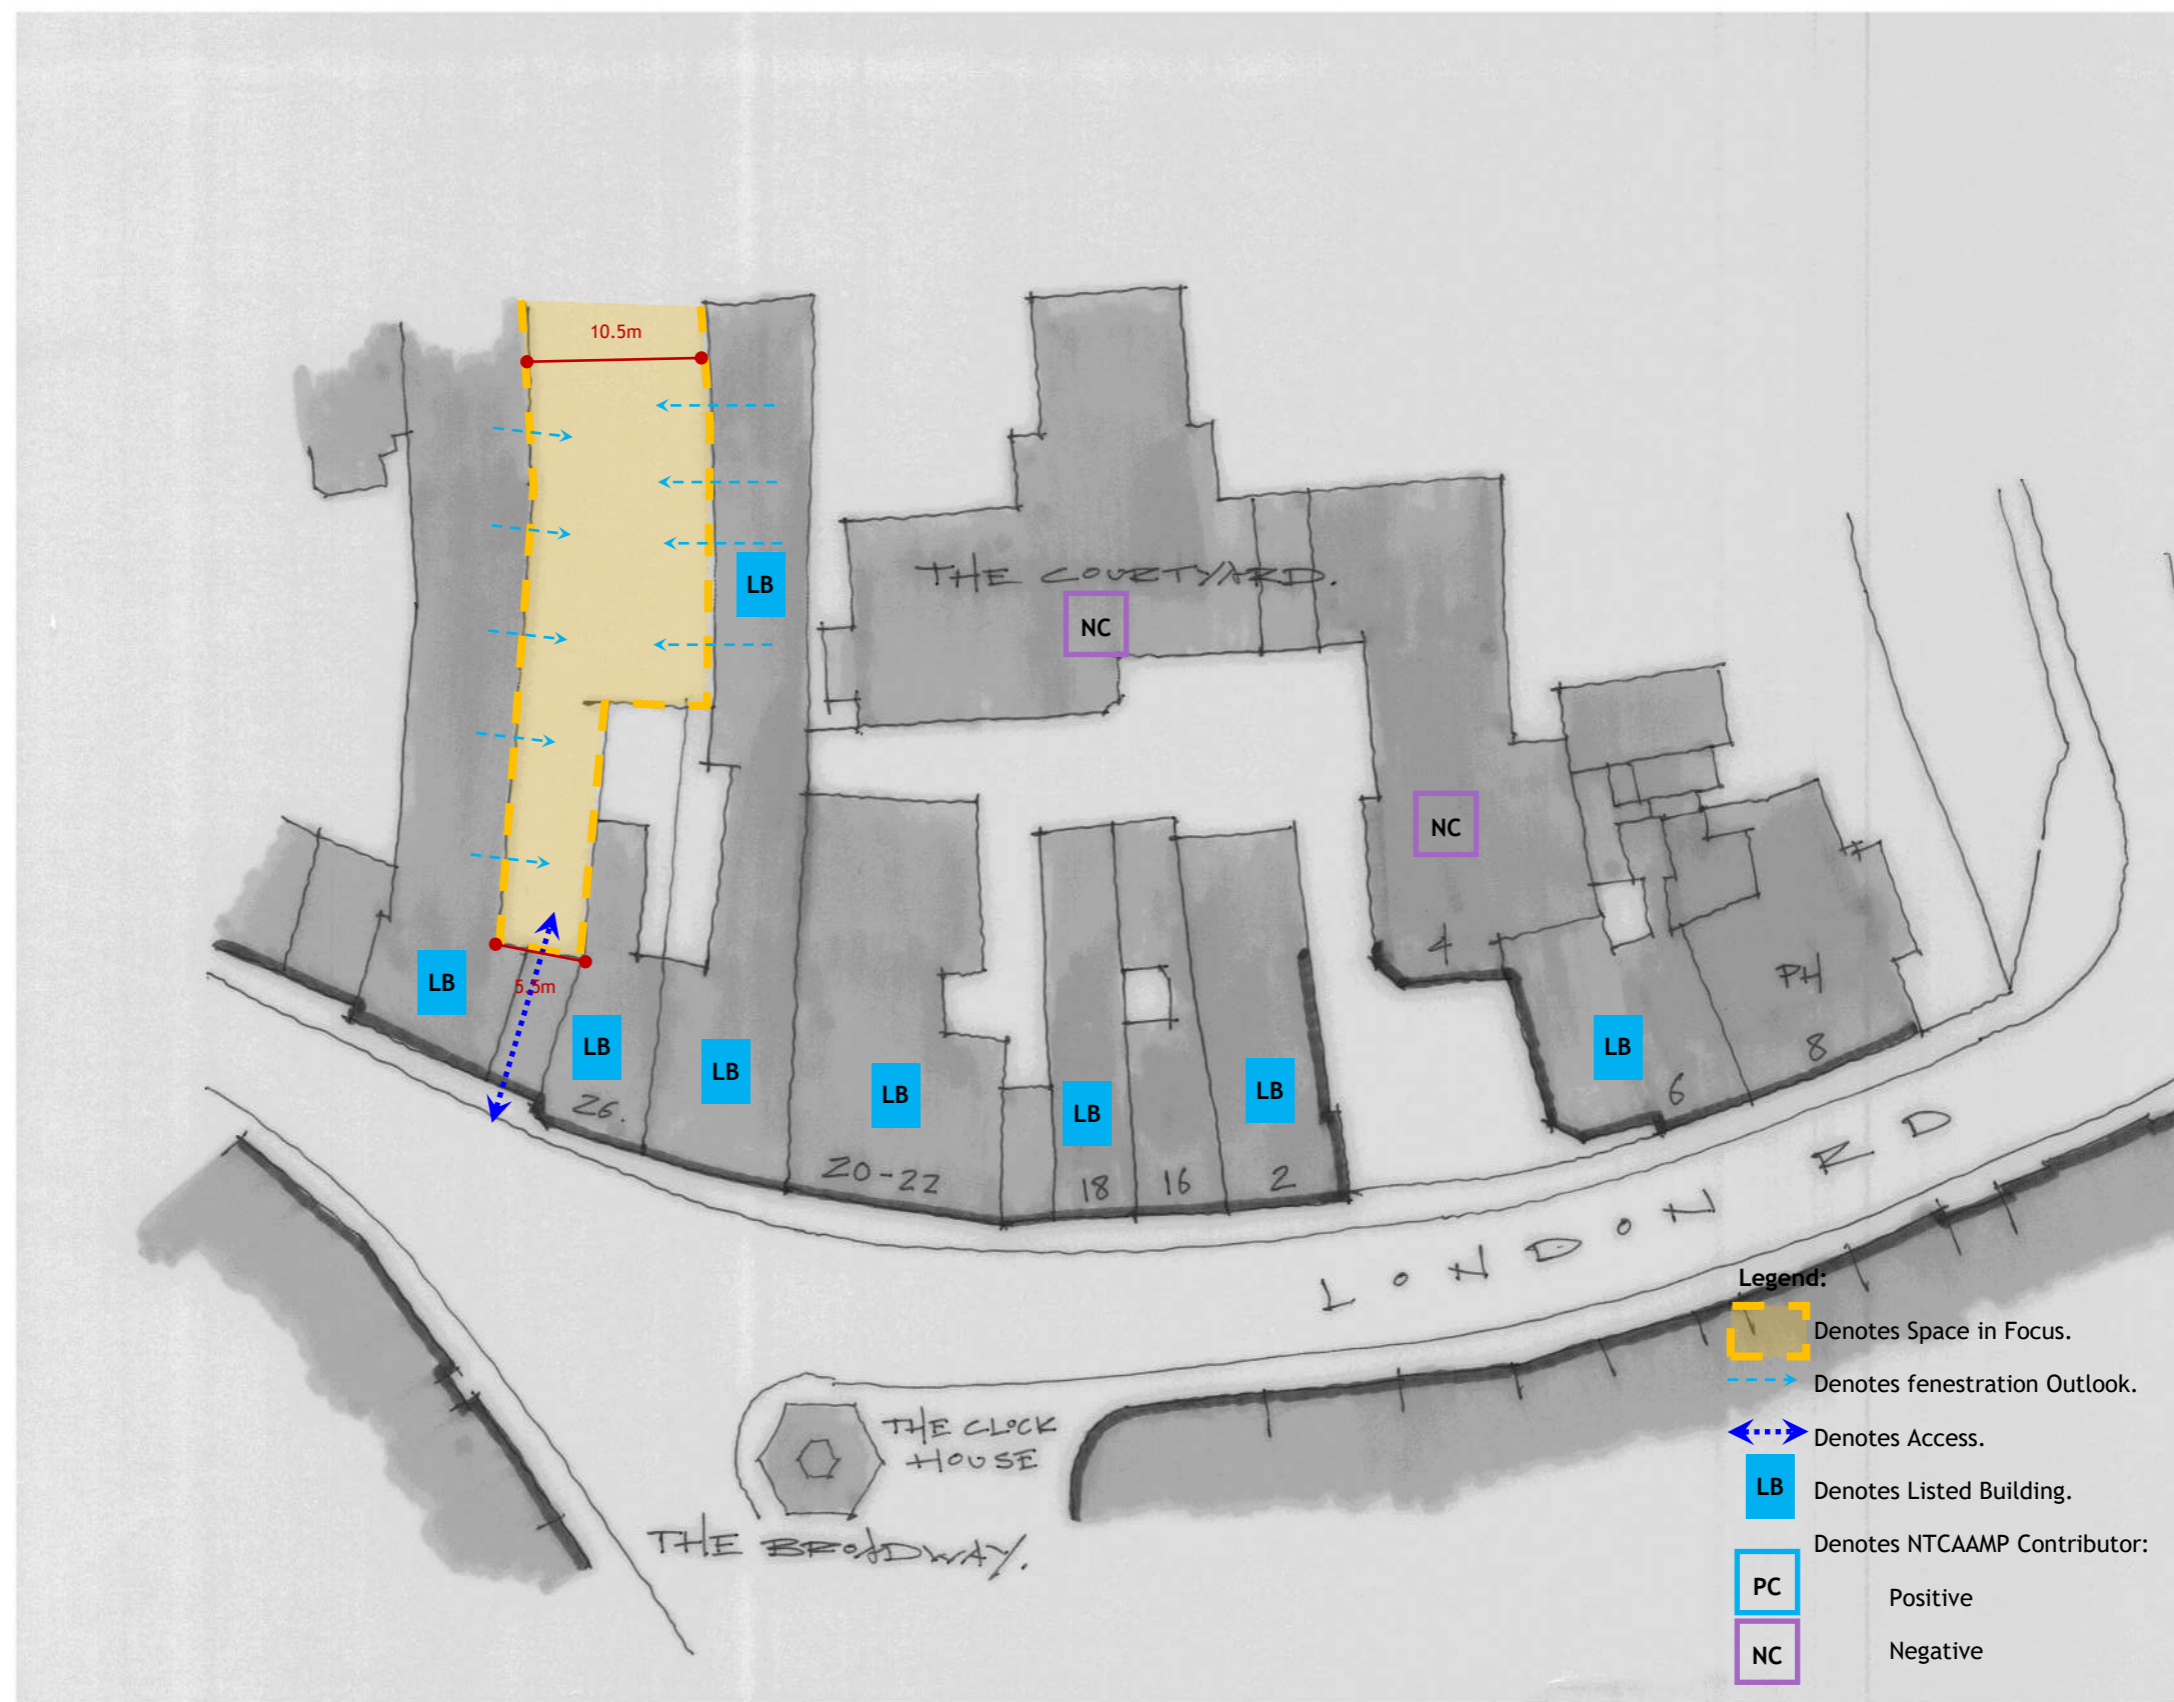 10.5m
LB
THE COURTYARD.
NC
NC
4
LB
5.5m
LB
26.
LB
LB
20-22
LB
18
16
LB
2
LB
6
PH
8
LONDON RD
THE CLOCK
HOUSE
THE BROADWAY.
Legend:
Denotes Space in Focus.
Denotes fenestration Outlook.
Denotes Access.
LB
Denotes Listed Building.
Denotes NTCAAMP Contributor:
PC
Positive
NC
Negative